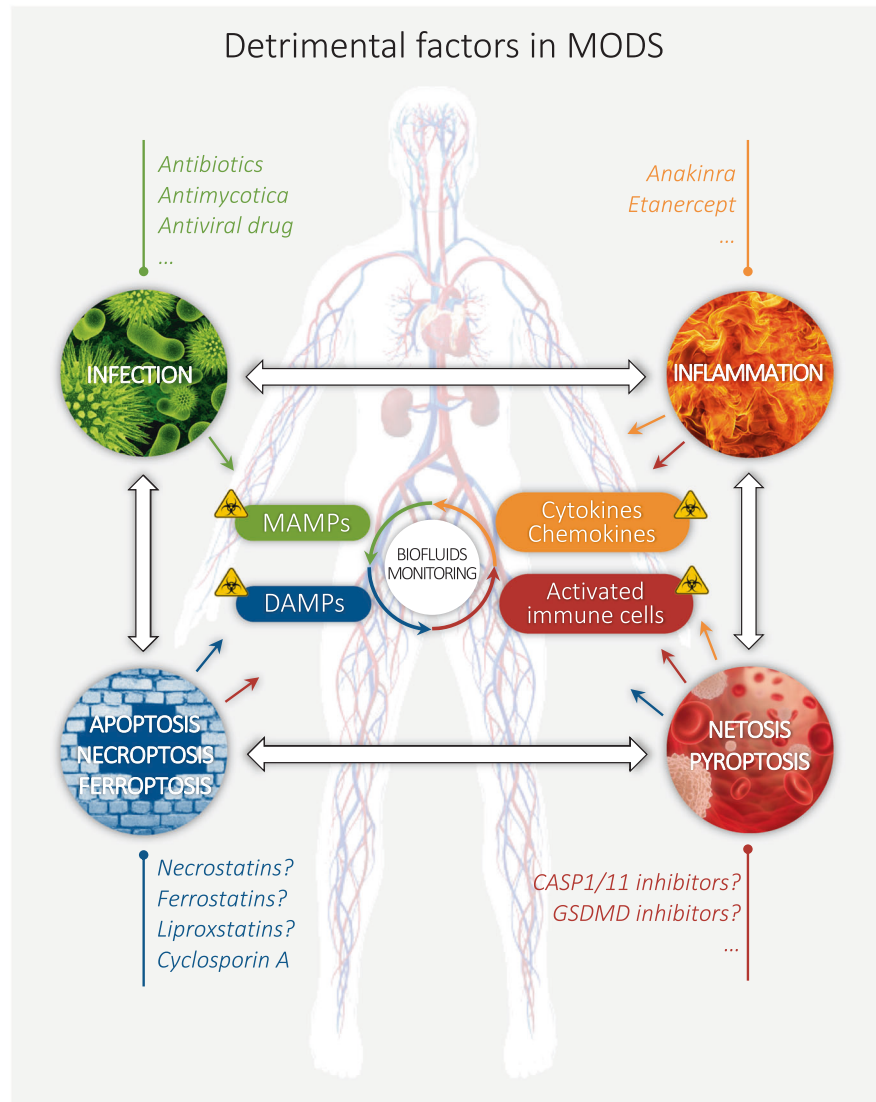 Detrimental factors in MODS
Antibiotics
Antimycotica
Antiviral drug
...
Anakinra
Etanercept
...
INFECTION
INFLAMMATION
MAMPs
Cytokines
Chemokines
BIOFLUIDS
MONITORING
DAMPs
Activated
immune cells
APOPTOSIS
NECROPTOSIS
FERROPTOSIS
NETOSIS
PYROPTOSIS
Necrostatins?
Ferrostatins?
Liproxstatins?
Cyclosporin A
CASP1/11 inhibitors?
GSDMD inhibitors?
...